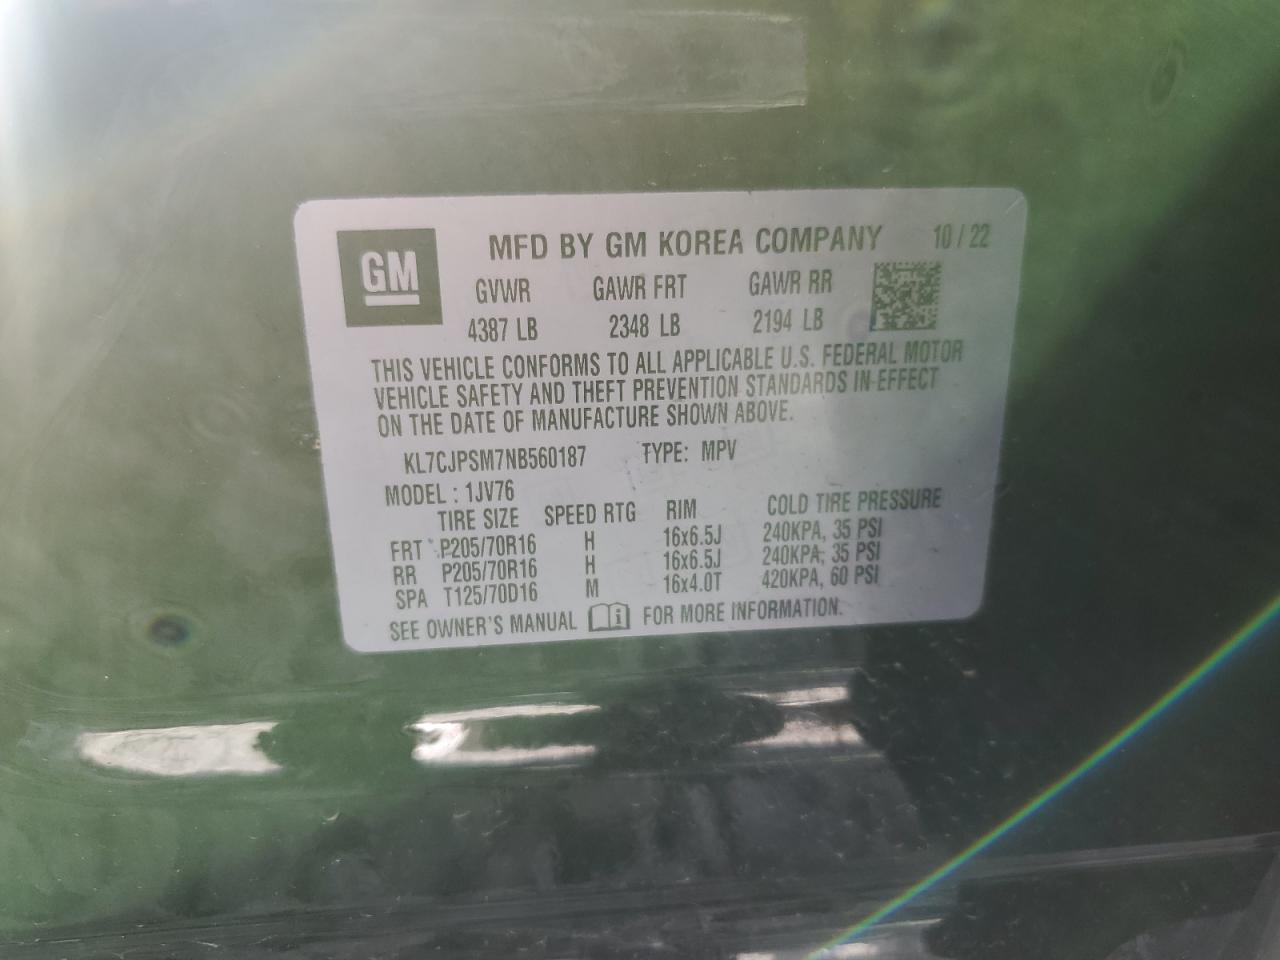 GM
MFD BY GM KOREA COMPANY 10/22
GVWR GAWR FRT GAWR RR
4387 LB 2348 LB 2194 LB
THIS VEHICLE CONFORMS TO ALL APPLICABLE U.S. FEDERAL MOTOR
VEHICLE SAFETY AND THEFT PREVENTION STANDARDS IN EFFECT
ON THE DATE OF MANUFACTURE SHOWN ABOVE.
KL7CJPSM7NB560187 TYPE: MPV
MODEL : 1JV76
TIRE SIZE SPEED RTG RIM COLD TIRE PRESSURE
FRT P205/70R16 H 16x6.5J 240KPA, 35 PSI
RR P205/70R16 H 16x6.5J 240KPA, 35 PSI
SPA T125/70D16 M 16x4.0T 420KPA, 60 PSI
SEE OWNER'S MANUAL FOR MORE INFORMATION.